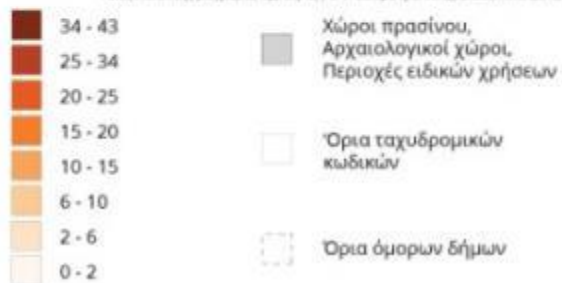 34 - 43
25 - 34
20 - 25
15 - 20
10 - 15
6 - 10
2 - 6
0 - 2
Χώροι πρασίνου,
Αρχαιολογικοί χώροι,
Περιοχές ειδικών χρήσεων
Όρια ταχυδρομικών
κωδικών
Όρια όμορων δήμων